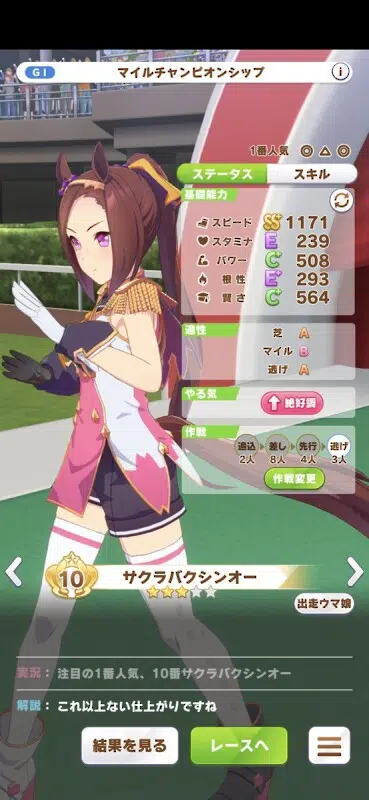 GI マイルチャンピオンシップ
1番人気 ◎ △ ◎
ステータス スキル
基礎能力
スピード SS 1171
スタミナ E 239
パワー C+ 508
根性 E+ 293
賢さ C+ 564
適性
芝 A
マイル B
逃げ A
やる気
絶好調
作戦
追込 差し 先行 逃げ
2人 8人 4人 3人
作戦変更
10 サクラバクシンオー
出走ウマ娘
実況: 注目の1番人気、10番サクラバクシンオー
解説: これ以上ない仕上がりですね
結果を見る レースへ